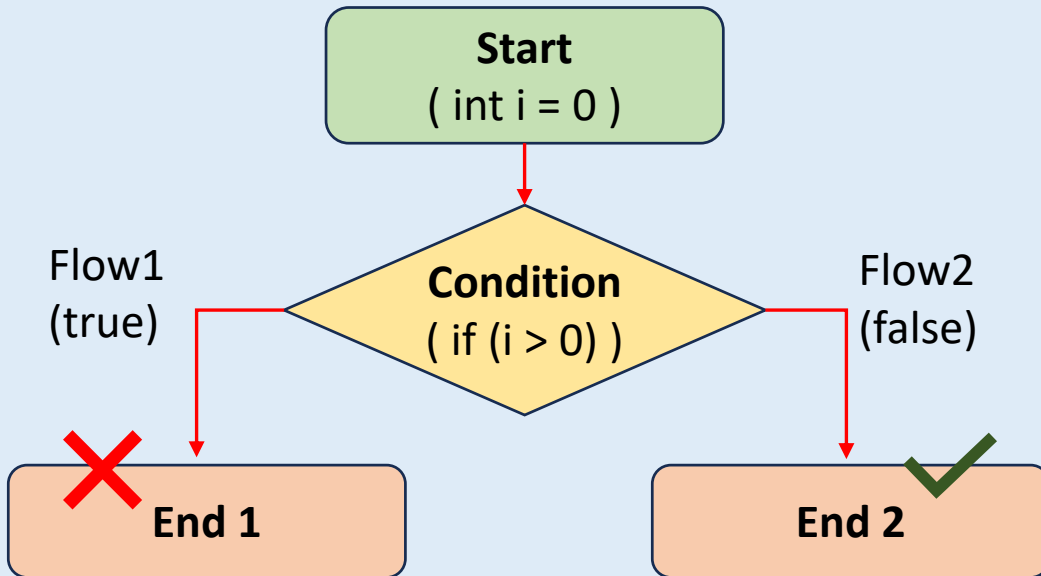 Start
( int i = 0 )
Flow1
(true)
Condition
( if (i > 0) )
Flow2
(false)
End 1
End 2